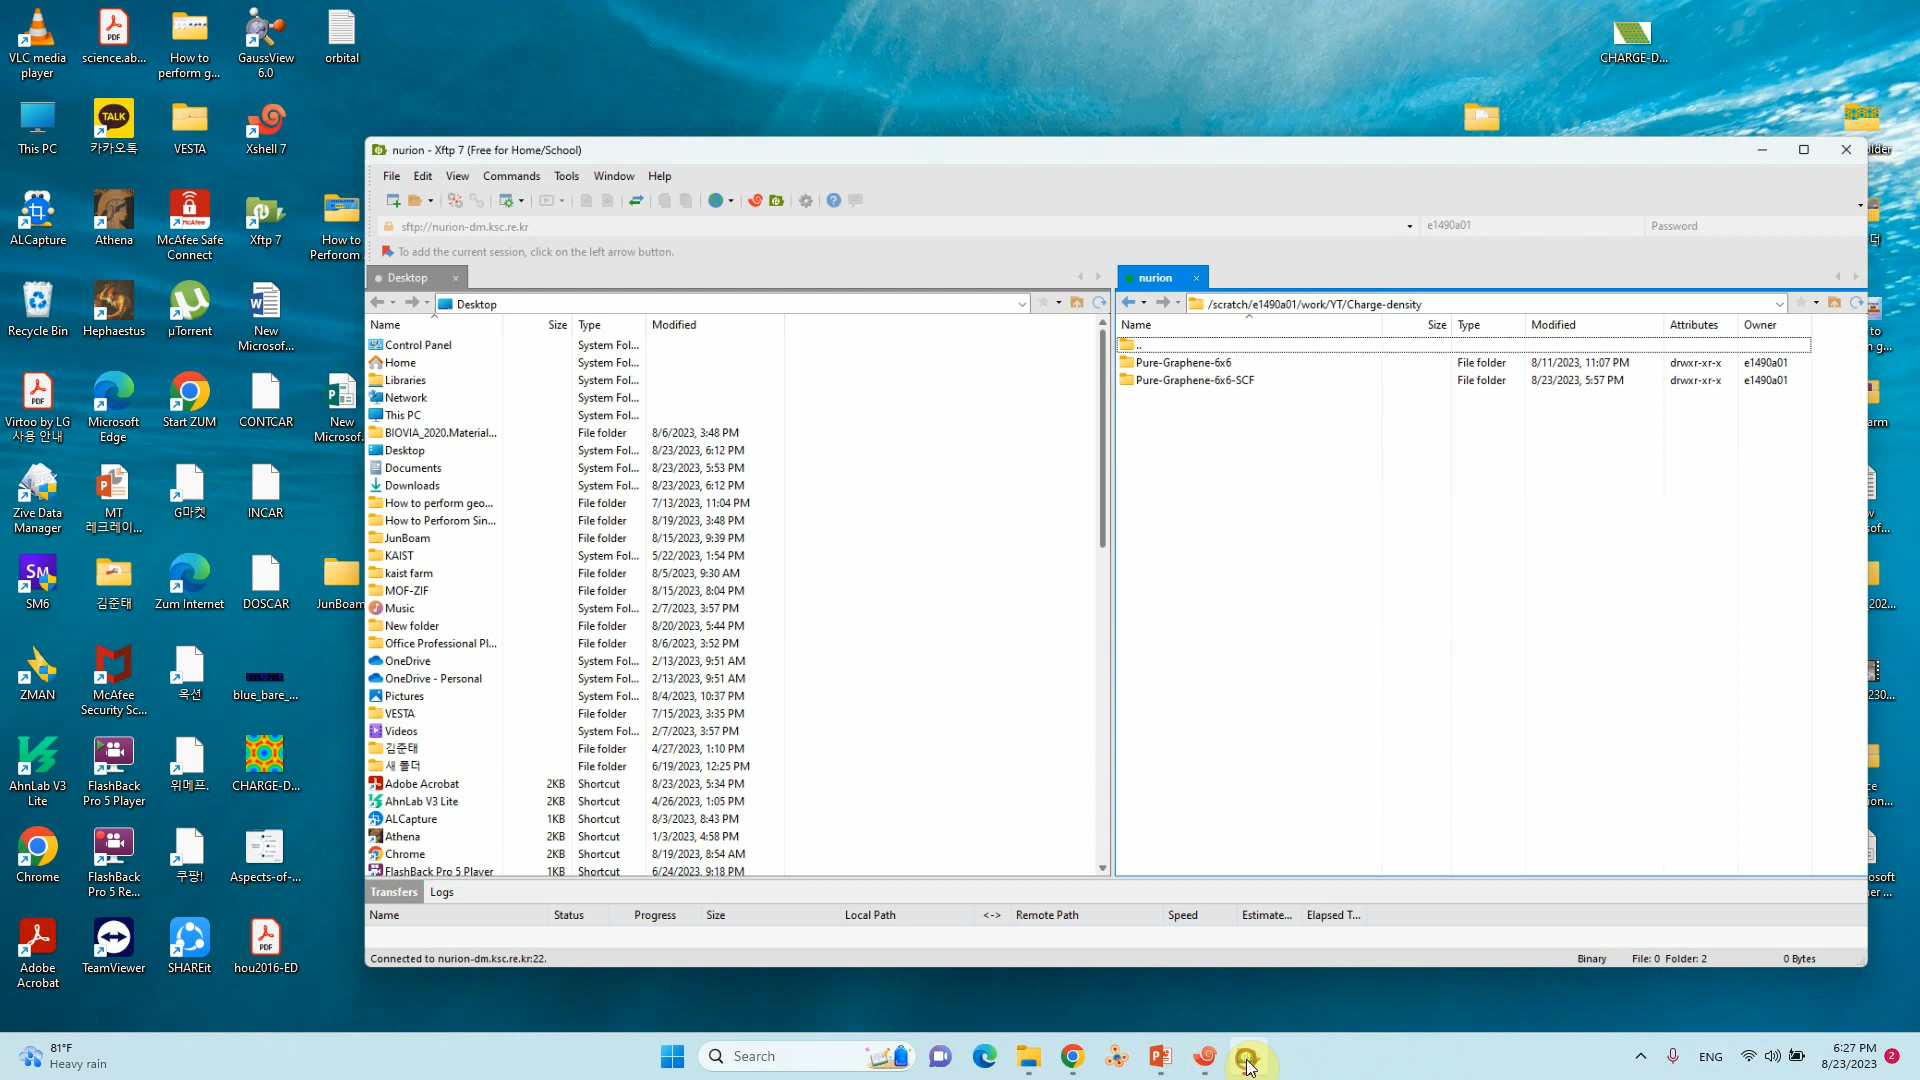 VLC media player
science.ab...
How to perform g...
GaussView 6.0
orbital
CHARGE-D...
This PC
TALK
카카오톡
VESTA
Xshell 7
ALCapture
Athena
McAfee Safe Connect
Xftp 7
How to Perforom
Recycle Bin
Hephaestus
µTorrent
New Microsof...
Virtoo by LG 사용 안내
Microsoft Edge
Start ZUM
CONTCAR
New Microsof.
Zive Data Manager
MT 레크레이...
G마켓
INCAR
SM6
김준태
Zum Internet
DOSCAR
JunBoam
ZMAN
McAfee Security Sc...
옥션
blue_bare_...
AhnLab V3 Lite
FlashBack Pro 5 Player
위메프.
CHARGE-D...
Chrome
FlashBack Pro 5 Re...
쿠팡!
Aspects-of-...
Adobe Acrobat
TeamViewer
SHAREit
hou2016-ED
nurion - Xftp 7 (Free for Home/School)
File Edit View Commands Tools Window Help
sftp://nurion-dm.ksc.re.kr e1490a01 Password
To add the current session, click on the left arrow button.
Desktop
Desktop
Name Size Type Modified
Control Panel System Fol...
Home System Fol...
Libraries System Fol...
Network System Fol...
This PC System Fol...
BIOVIA_2020.Material... File folder 8/6/2023, 3:48 PM
Desktop System Fol... 8/23/2023, 6:12 PM
Documents System Fol... 8/23/2023, 5:53 PM
Downloads System Fol... 8/23/2023, 6:12 PM
How to perform geo... File folder 7/13/2023, 11:04 PM
How to Perforom Sin... File folder 8/19/2023, 3:48 PM
JunBoam File folder 8/15/2023, 9:39 PM
KAIST System Fol... 5/22/2023, 1:54 PM
kaist farm File folder 8/5/2023, 9:30 AM
MOF-ZIF File folder 8/15/2023, 8:04 PM
Music System Fol... 2/7/2023, 3:57 PM
New folder File folder 8/20/2023, 5:44 PM
Office Professional Pl... File folder 8/6/2023, 3:52 PM
OneDrive System Fol... 2/13/2023, 9:51 AM
OneDrive - Personal System Fol... 2/13/2023, 9:51 AM
Pictures System Fol... 8/4/2023, 10:37 PM
VESTA File folder 7/15/2023, 3:35 PM
Videos System Fol... 2/7/2023, 3:57 PM
김준태 File folder 4/27/2023, 1:10 PM
새 폴더 File folder 6/19/2023, 12:25 PM
Adobe Acrobat 2KB Shortcut 8/23/2023, 5:34 PM
AhnLab V3 Lite 2KB Shortcut 4/26/2023, 1:05 PM
ALCapture 1KB Shortcut 8/3/2023, 8:43 PM
Athena 2KB Shortcut 1/3/2023, 4:58 PM
Chrome 2KB Shortcut 8/19/2023, 8:54 AM
FlashBack Pro 5 Player 1KB Shortcut 6/24/2023, 9:18 PM
nurion
/scratch/e1490a01/work/YT/Charge-density
Name Size Type Modified Attributes Owner
..
Pure-Graphene-6x6 File folder 8/11/2023, 11:07 PM drwxr-xr-x e1490a01
Pure-Graphene-6x6-SCF File folder 8/23/2023, 5:57 PM drwxr-xr-x e1490a01
Transfers Logs
Name Status Progress Size Local Path <-> Remote Path Speed Estimate... Elapsed T...
Connected to nurion-dm.ksc.re.kr:22. Binary File: 0 Folder: 2 0 Bytes
81°F
Heavy rain
Search
ENG
6:27 PM
8/23/2023
2